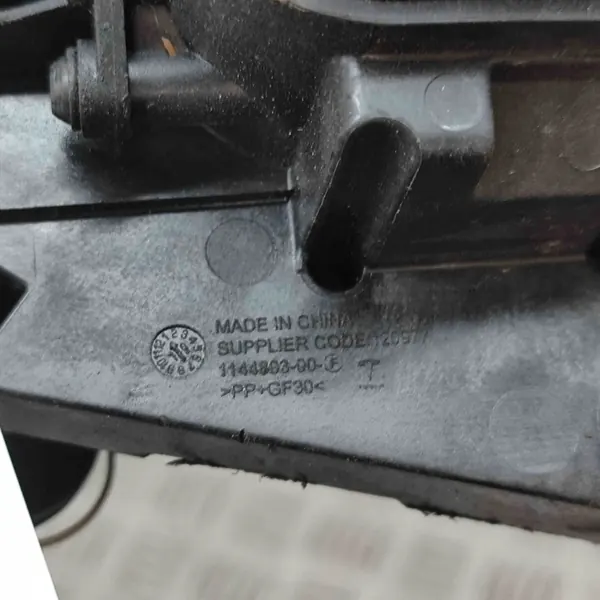 MADE IN CHINA
SUPPLIER CODE:
1144803-00-F
>PP+GF30<